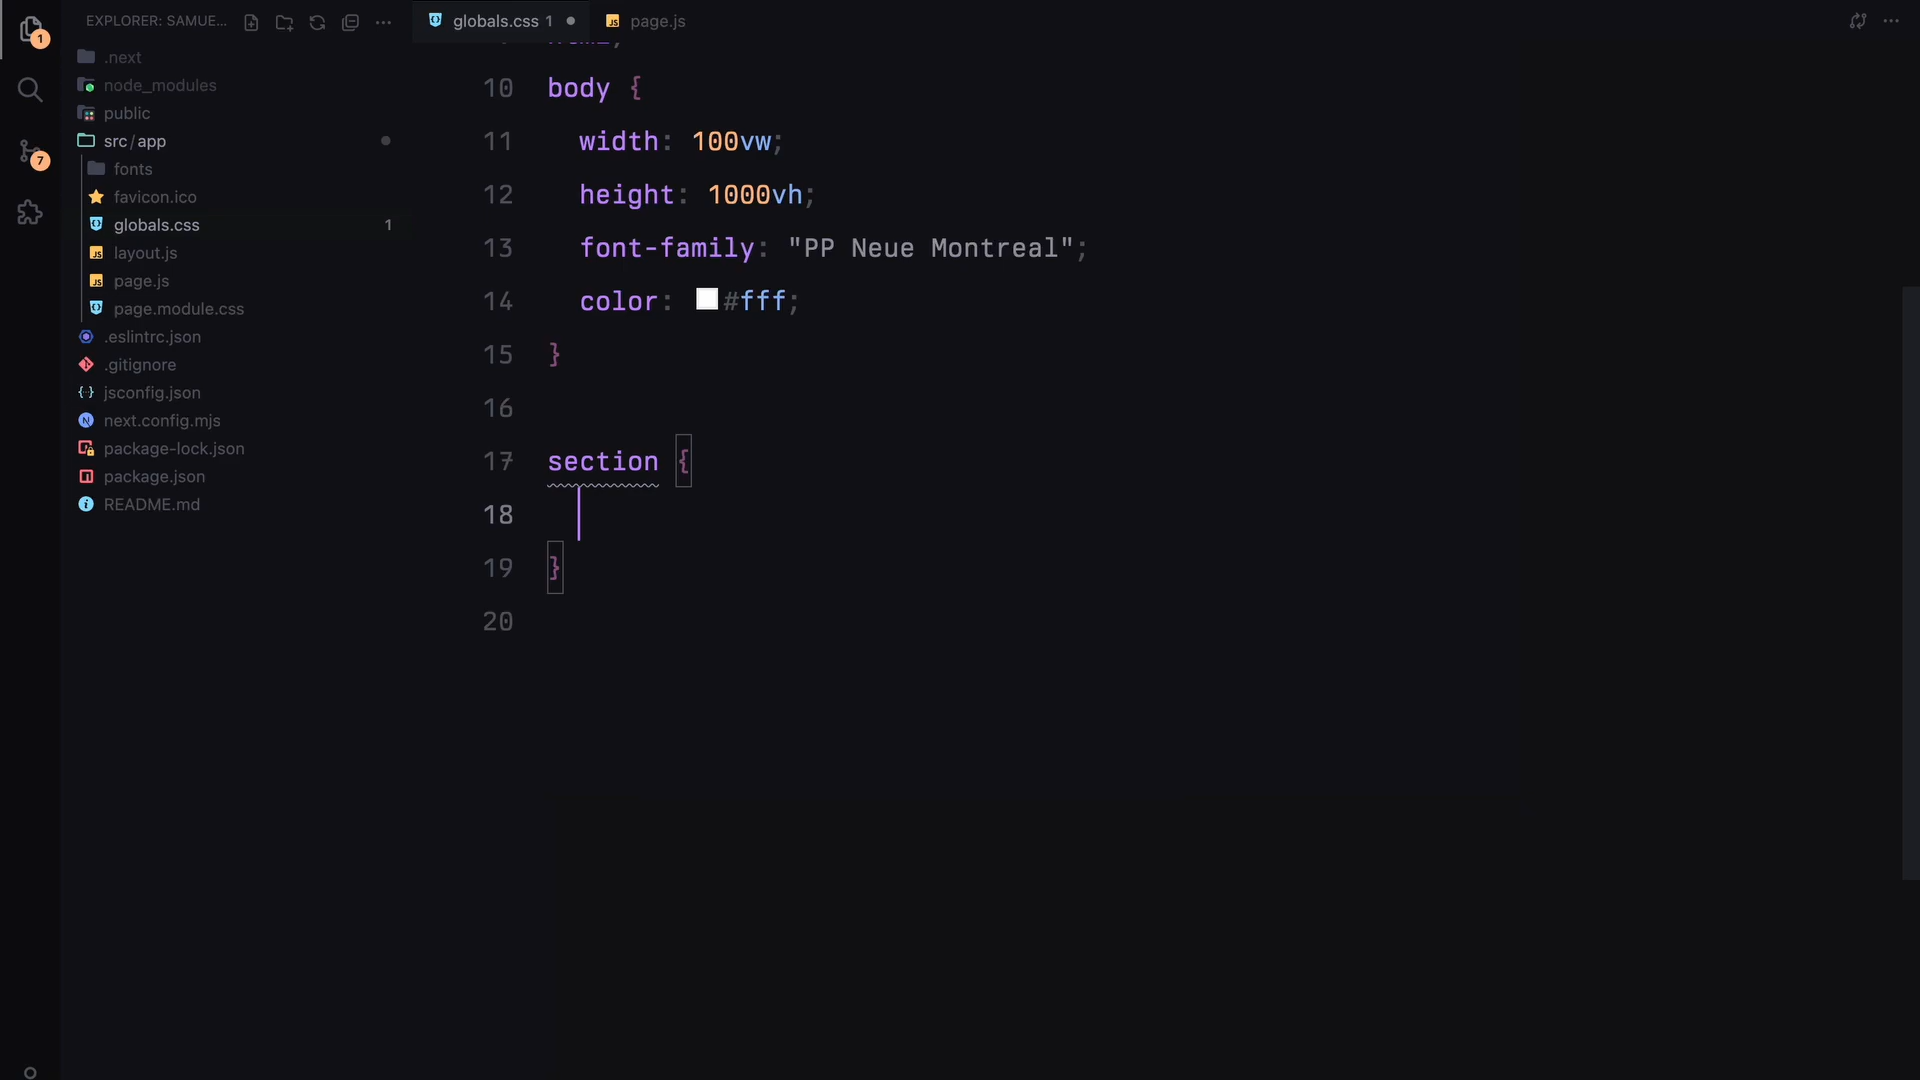 EXPLORER: SAMUE...
globals.css 1
page.js
1
.next
node_modules
public
src/app
7
fonts
favicon.ico
globals.css 1
layout.js
page.js
page.module.css
.eslintrc.json
.gitignore
jsconfig.json
next.config.mjs
package-lock.json
package.json
README.md
10 body {
11 width: 100vw;
12 height: 1000vh;
13 font-family: "PP Neue Montreal";
14 color: #fff;
15 }
16
17 section {
18
19 }
20